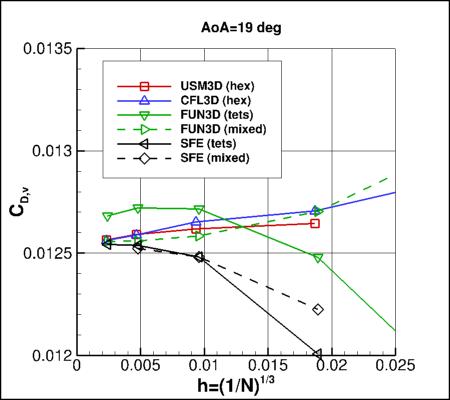 AoA=19 deg
0.0135
USM3D (hex)
CFL3D (hex)
FUN3D (tets)
FUN3D (mixed)
SFE (tets)
SFE (mixed)
0.013
C_D,v
0.0125
0.012
0 0.005 0.01 0.015 0.02 0.025
h=(1/N)^1/3